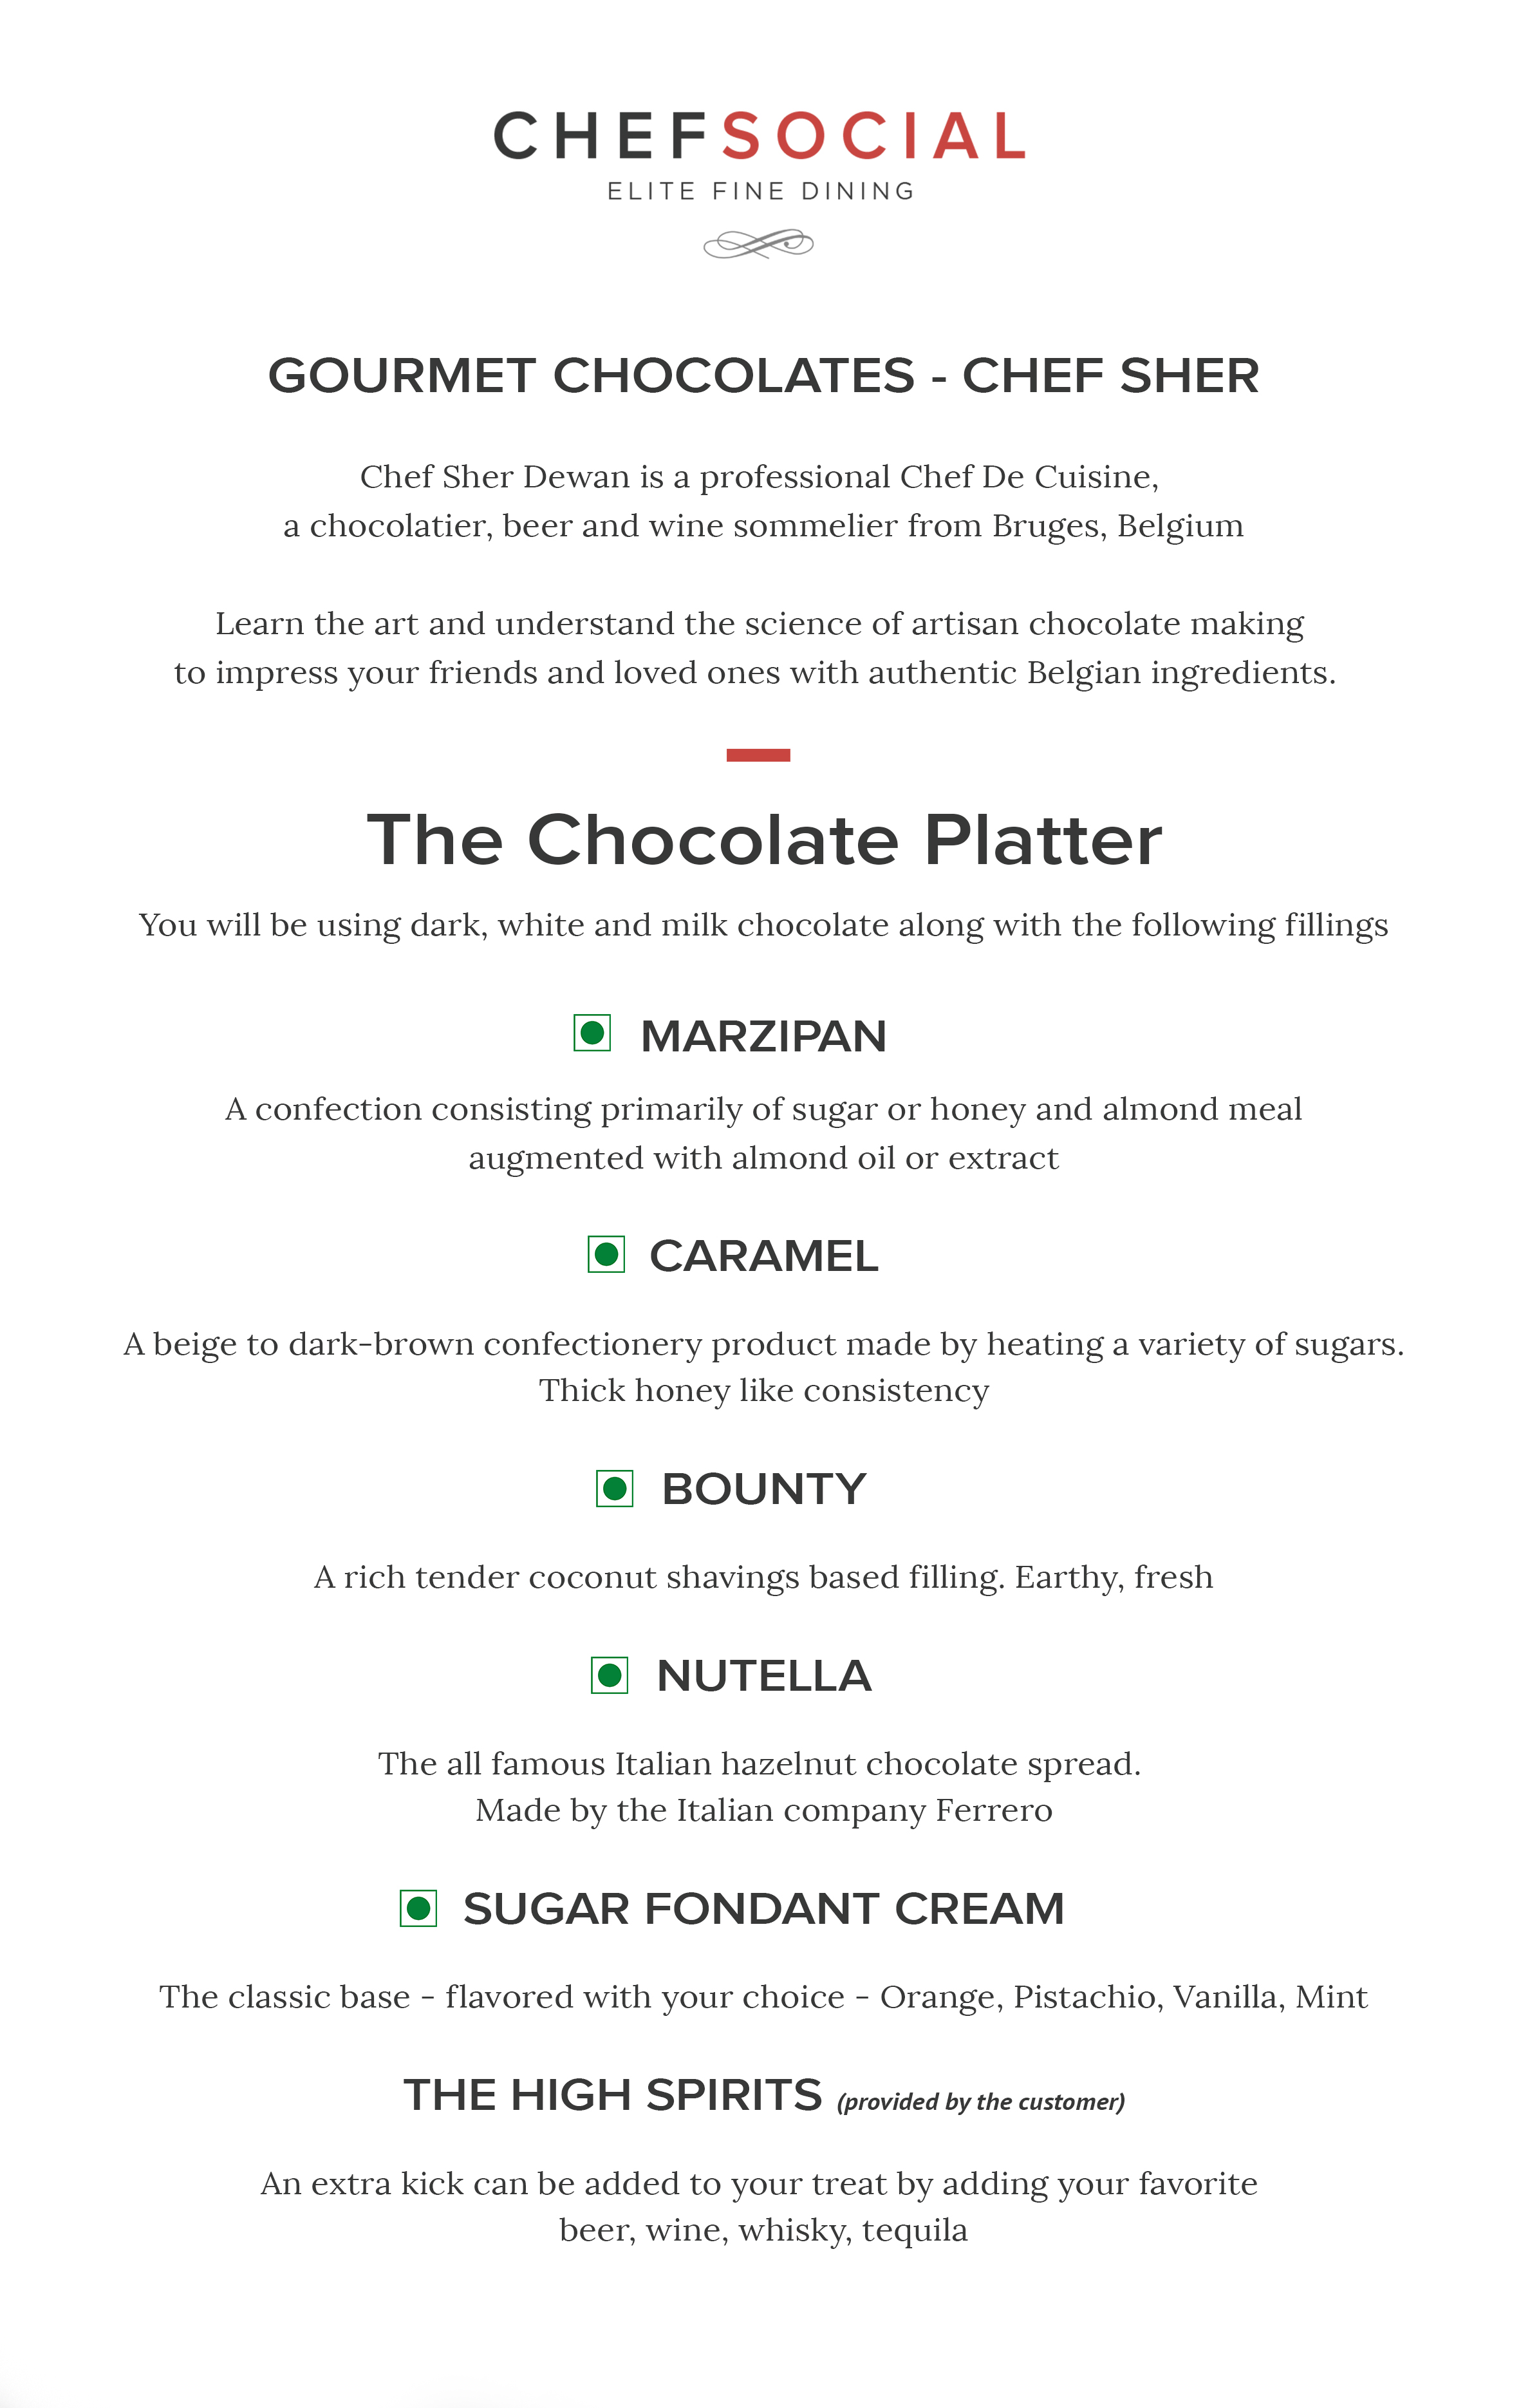 CHEFSOCIAL
ELITE FINE DINING
GOURMET CHOCOLATES - CHEF SHER
Chef Sher Dewan is a professional Chef De Cuisine,
a chocolatier, beer and wine sommelier from Bruges, Belgium
Learn the art and understand the science of artisan chocolate making
to impress your friends and loved ones with authentic Belgian ingredients.
The Chocolate Platter
You will be using dark, white and milk chocolate along with the following fillings
MARZIPAN
A confection consisting primarily of sugar or honey and almond meal
augmented with almond oil or extract
CARAMEL
A beige to dark-brown confectionery product made by heating a variety of sugars.
Thick honey like consistency
BOUNTY
A rich tender coconut shavings based filling. Earthy, fresh
NUTELLA
The all famous Italian hazelnut chocolate spread.
Made by the Italian company Ferrero
SUGAR FONDANT CREAM
The classic base - flavored with your choice - Orange, Pistachio, Vanilla, Mint
THE HIGH SPIRITS (provided by the customer)
An extra kick can be added to your treat by adding your favorite
beer, wine, whisky, tequila